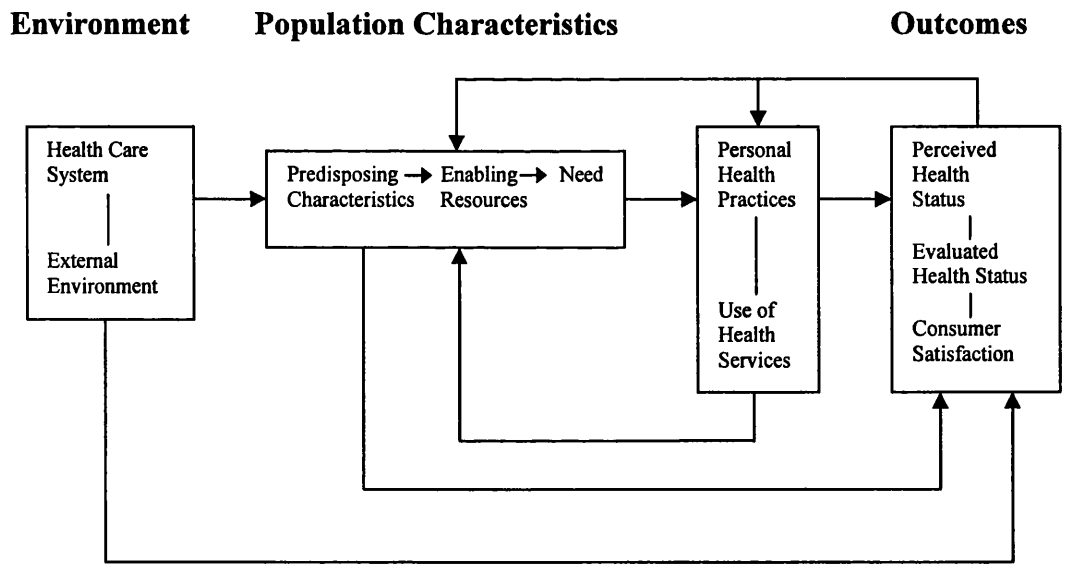 Environment Population Characteristics Outcomes
Health Care
System
External
Environment
Predisposing Enabling Need
Characteristics Resources
Personal
Health
Practices
Use of
Health
Services
Perceived
Health
Status
Evaluated
Health Status
Consumer
Satisfaction